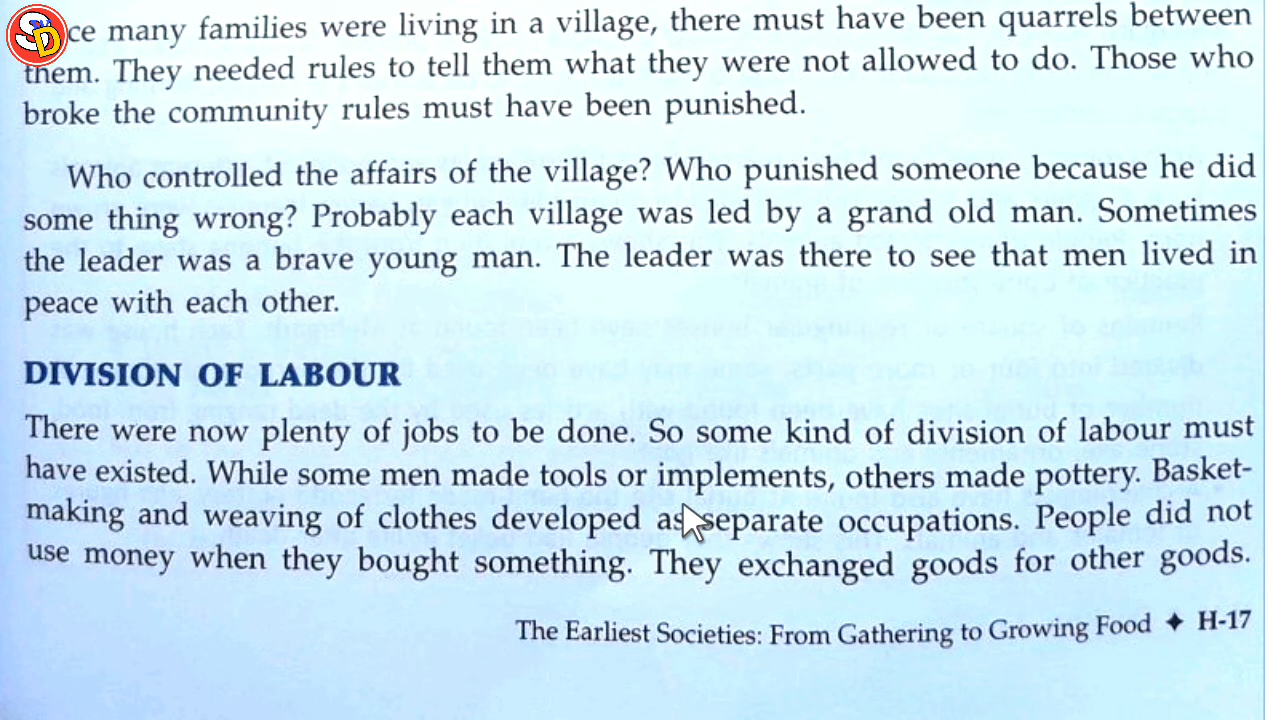 SD
ce many families were living in a village, there must have been quarrels between
them. They needed rules to tell them what they were not allowed to do. Those who
broke the community rules must have been punished.
Who controlled the affairs of the village? Who punished someone because he did
some thing wrong? Probably each village was led by a grand old man. Sometimes
the leader was a brave young man. The leader was there to see that men lived in
peace with each other.
DIVISION OF LABOUR
There were now plenty of jobs to be done. So some kind of division of labour must
have existed. While some men made tools or implements, others made pottery. Basket-
making and weaving of clothes developed as separate occupations. People did not
use money when they bought something. They exchanged goods for other goods.
The Earliest Societies: From Gathering to Growing Food ✦ H-17